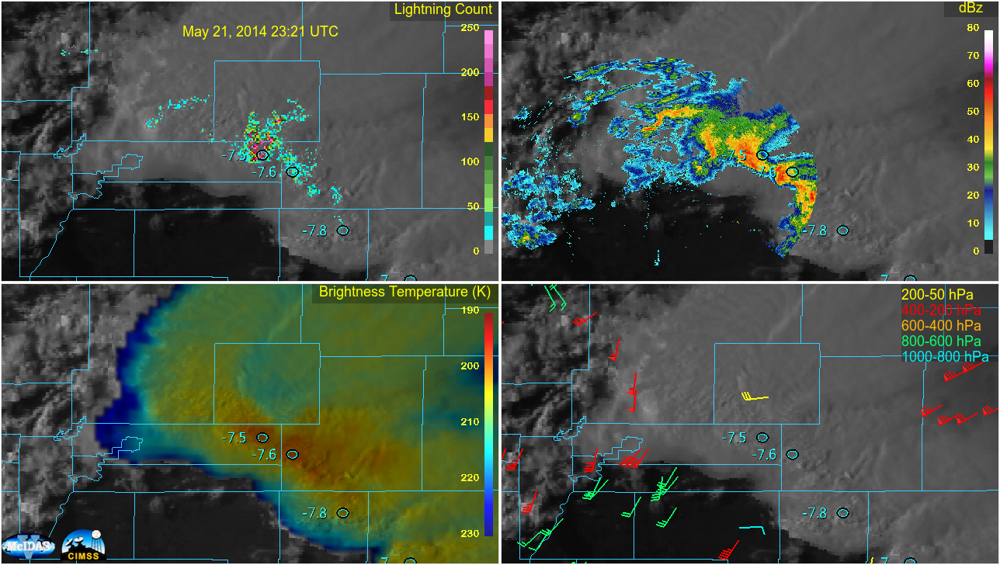 Lightning Count
May 21, 2014 23:21 UTC
250
200
150
100
50
0
-7.5
-7.6
-7.8
7
dBz
80
70
60
50
40
30
20
10
0
7.5
-7.8
7
Brightness Temperature (K)
190
200
210
220
230
-7.5
-7.6
-7.8
McIDAS
V
CIMSS
200-50 hPa
400-200 hPa
600-400 hPa
800-600 hPa
1000-800 hPa
-7.5
-7.6
-7.8